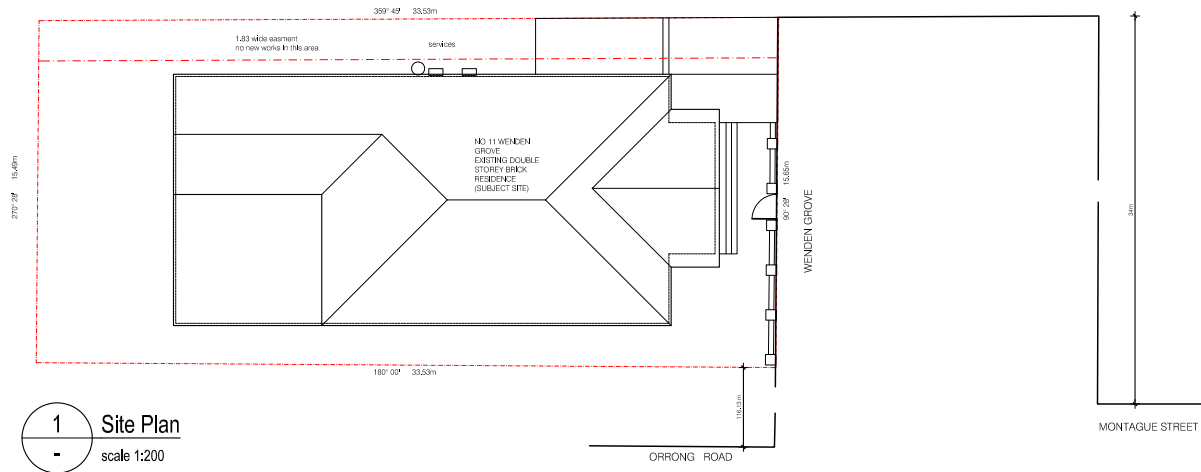 359° 45' 33.53m
1.83 wide easment
no new works in this area
services
270° 28' 15.49m
NO 11 WENDEN
GROVE
EXISTING DOUBLE
STOREY BRICK
RESIDENCE
(SUBJECT SITE)
90° 28' 15.65m
WENDEN GROVE
34m
180° 00' 33.53m
116.13m
1
-
Site Plan
scale 1:200
ORRONG ROAD
MONTAGUE STREET